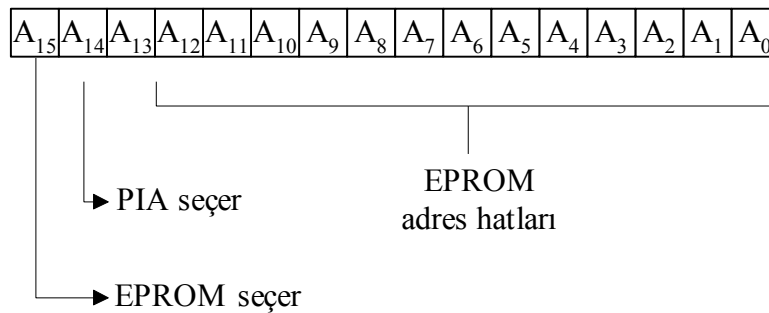 A15 A14 A13 A12 A11 A10 A9 A8 A7 A6 A5 A4 A3 A2 A1 A0
EPROM
adres hatları
PIA seçer
EPROM seçer